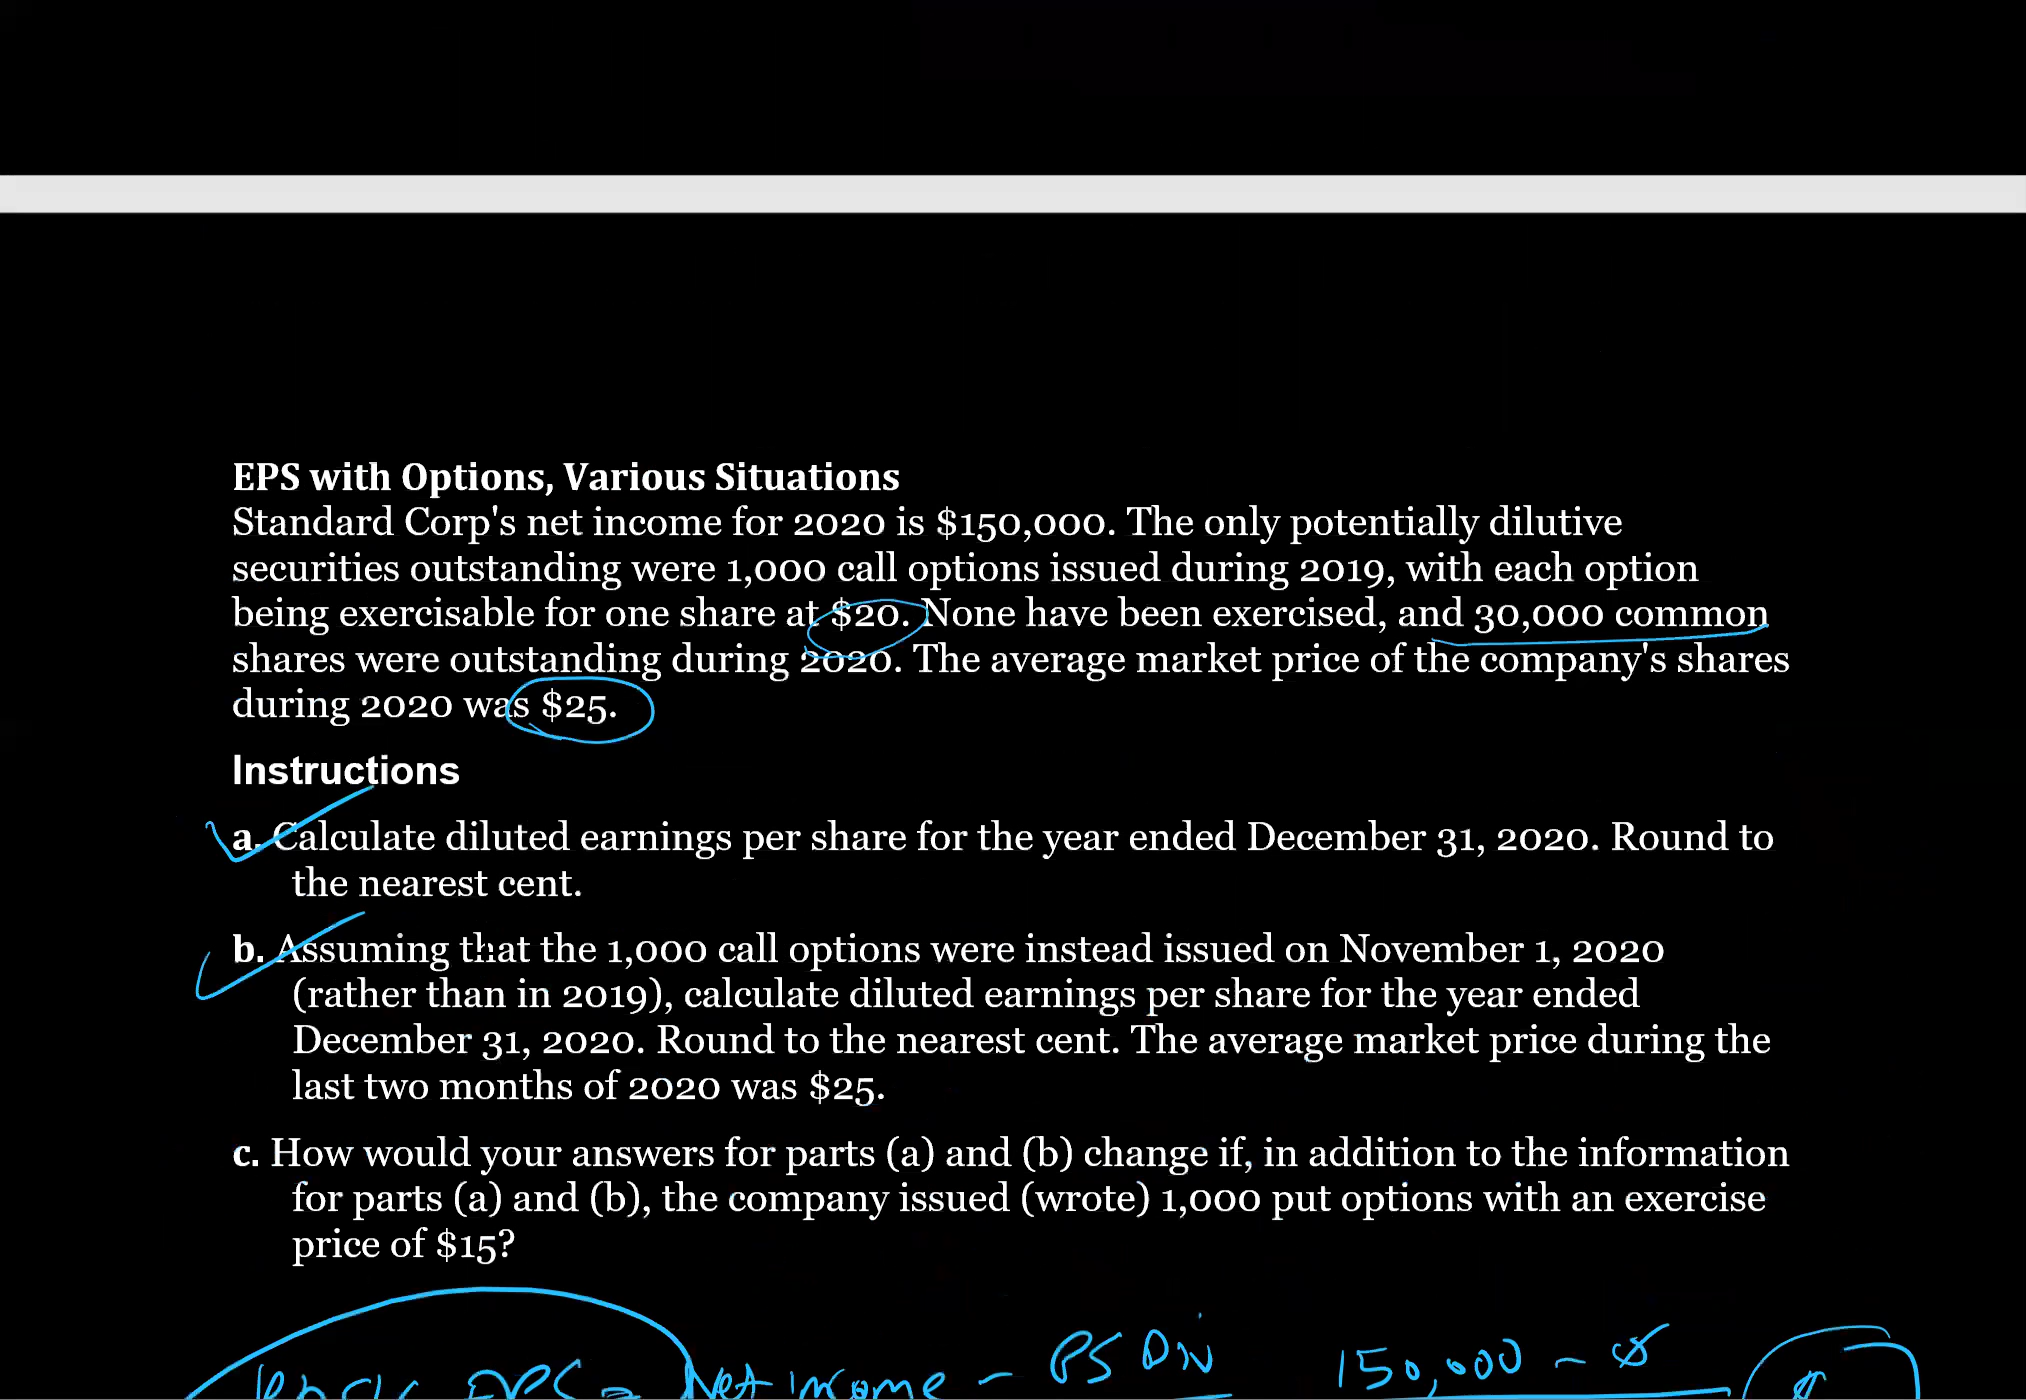 EPS with Options, Various Situations
Standard Corp's net income for 2020 is $150,000. The only potentially dilutive
securities outstanding were 1,000 call options issued during 2019, with each option
being exercisable for one share at $20. None have been exercised, and 30,000 common
shares were outstanding during 2020. The average market price of the company's shares
during 2020 was $25.
Instructions
a. Calculate diluted earnings per share for the year ended December 31, 2020. Round to
the nearest cent.
b. Assuming that the 1,000 call options were instead issued on November 1, 2020
(rather than in 2019), calculate diluted earnings per share for the year ended
December 31, 2020. Round to the nearest cent. The average market price during the
last two months of 2020 was $25.
c. How would your answers for parts (a) and (b) change if, in addition to the information
for parts (a) and (b), the company issued (wrote) 1,000 put options with an exercise
price of $15?
EPS = Net income - PS Div 150,000 -